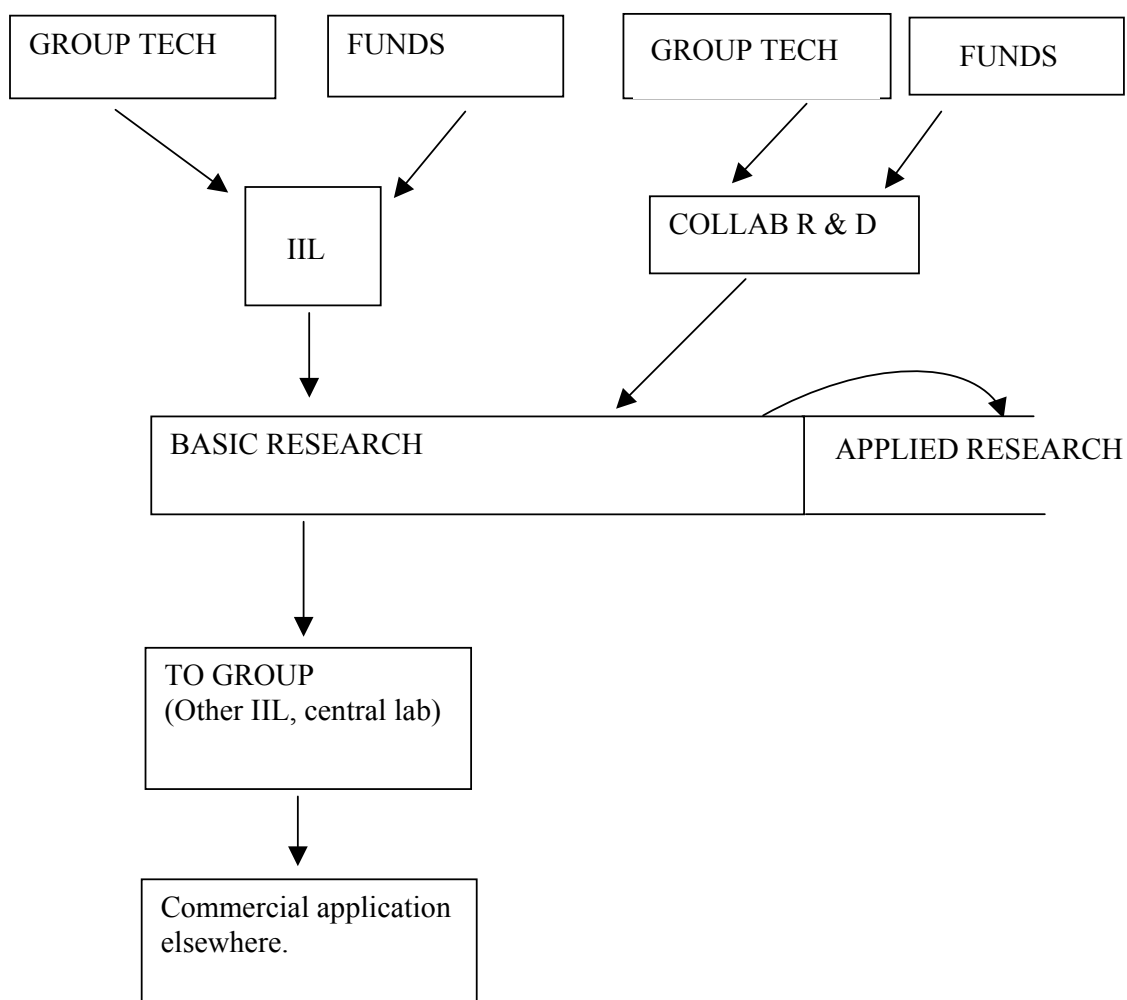 GROUP TECH
FUNDS
GROUP TECH
FUNDS
IIL
COLLAB R & D
BASIC RESEARCH
APPLIED RESEARCH
TO GROUP
(Other IIL, central lab)
Commercial application
elsewhere.